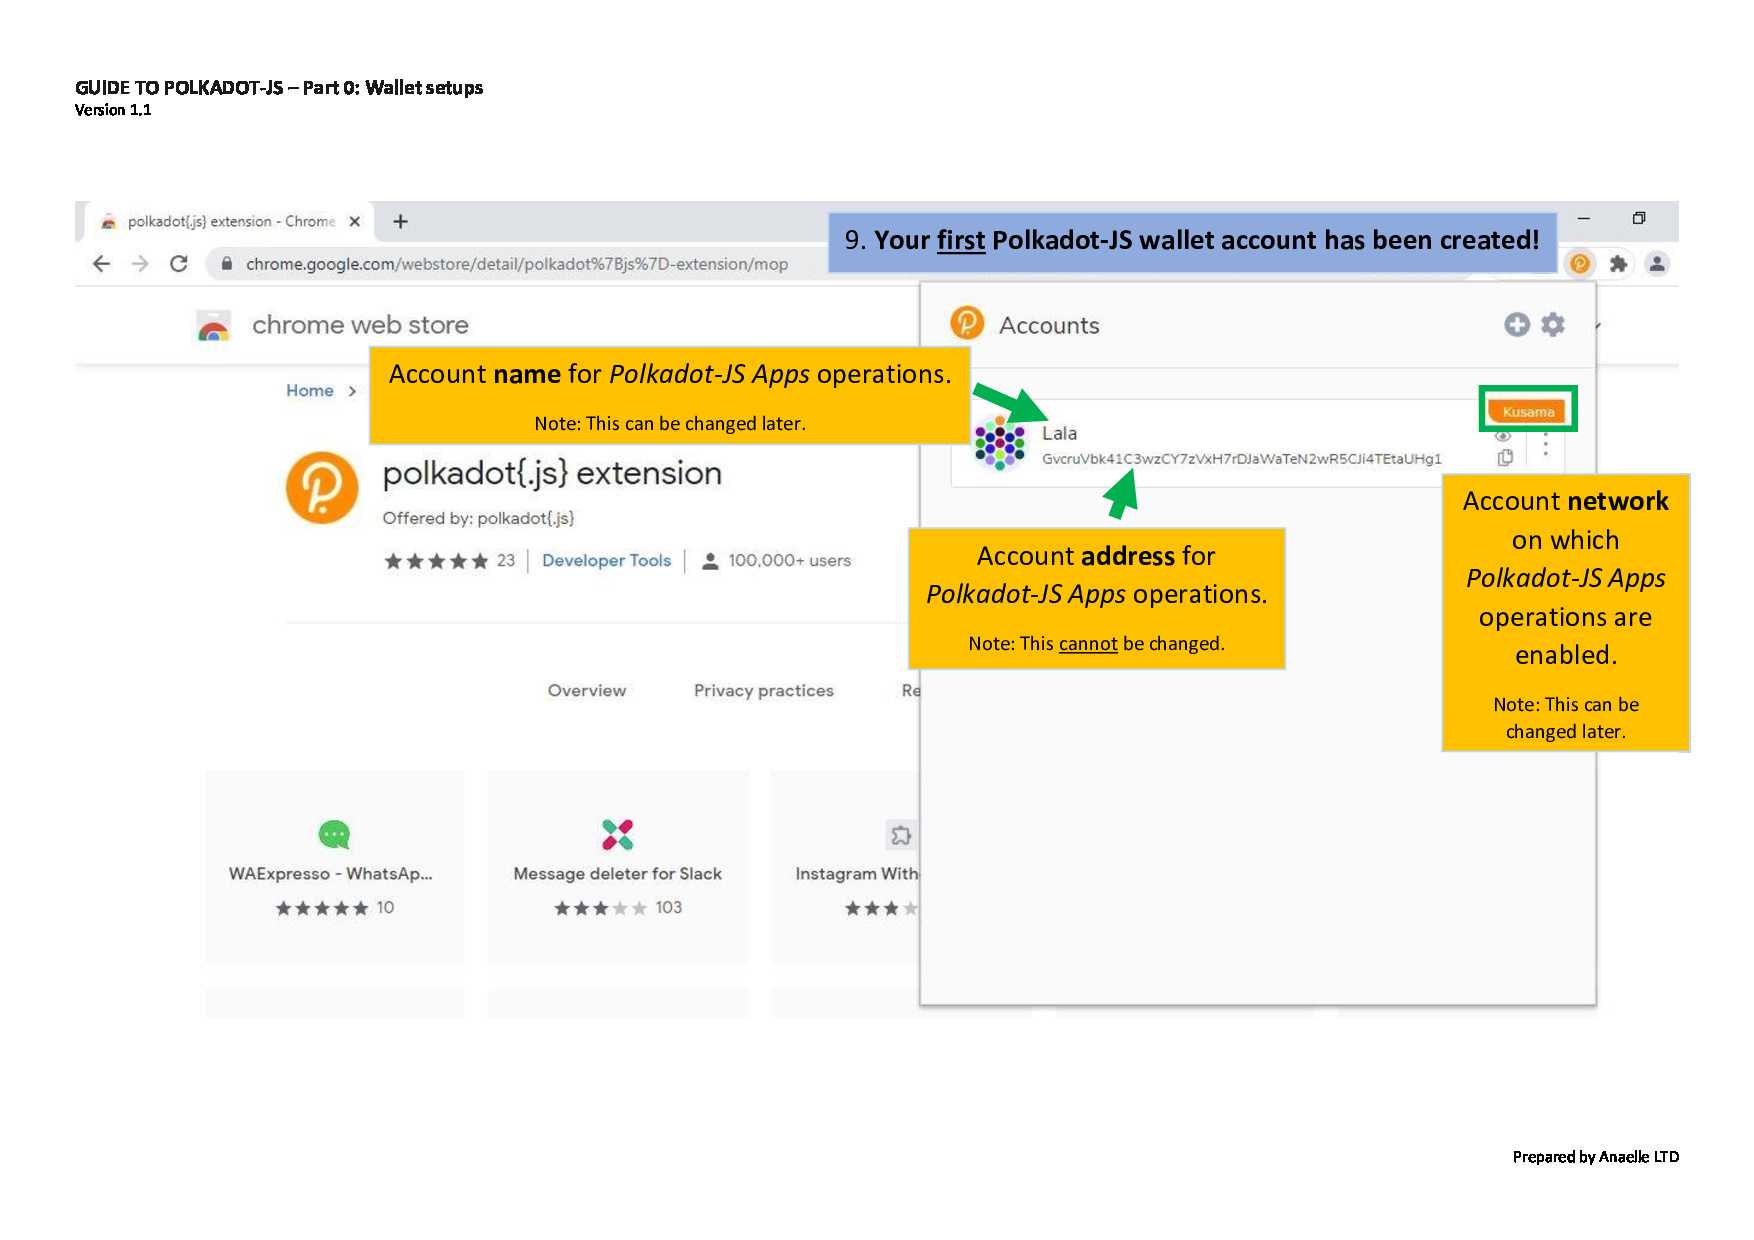 GUIDE TO POLKADOT-JS – Part 0: Wallet setups
Version 1.1
polkadot{.js} extension - Chrome
9. Your first Polkadot-JS wallet account has been created!
chrome.google.com/webstore/detail/polkadot%7Bjs%7D-extension/mop
chrome web store
Accounts
Account name for Polkadot-JS Apps operations.
Note: This can be changed later.
Home >
Kusama
Lala
GvcruVbk41C3wzCY7zVxH7rDJaWaTeN2wR5CJi4TEtaUHg1
polkadot{.js} extension
Offered by: polkadot{.js}
23
Developer Tools
100,000+ users
Account address for
Polkadot-JS Apps operations.
Note: This cannot be changed.
Account network
on which
Polkadot-JS Apps
operations are
enabled.
Note: This can be
changed later.
Overview
Privacy practices
Re
WAExpresso - WhatsAp...
10
Message deleter for Slack
103
Instagram With
Prepared by Anaelle LTD